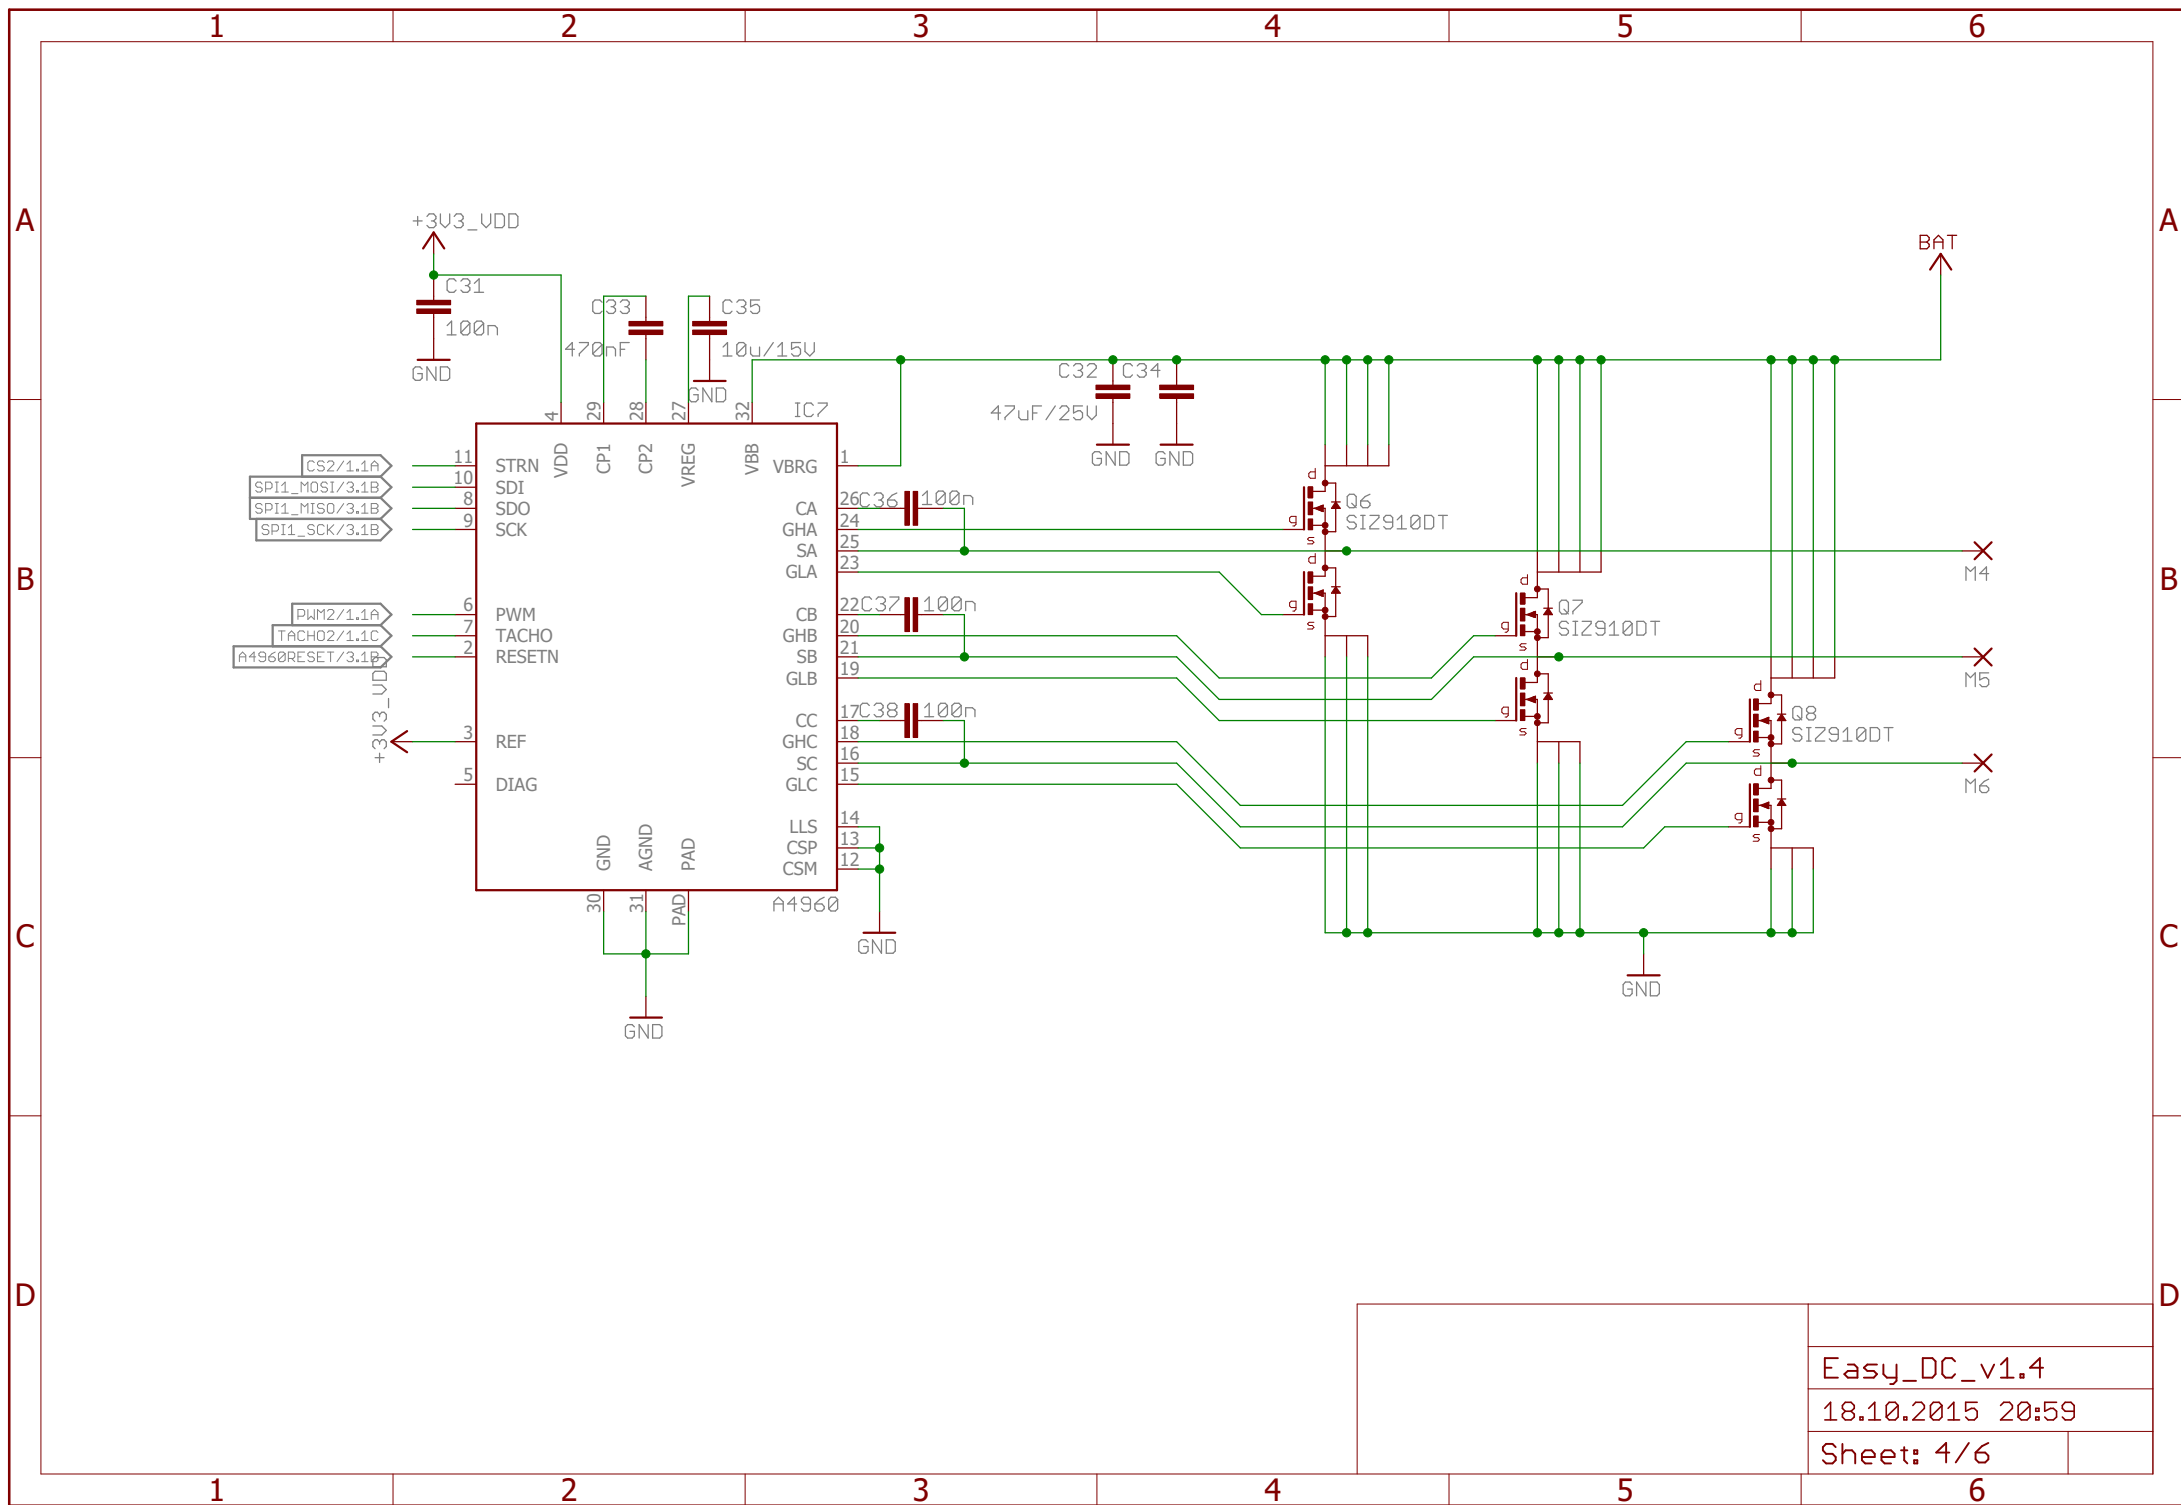 1 2 3 4 5 6
A A
+3V3_VDD
BAT
C31
C33 C35
100n
470nF 10u/15V
GND
C32 C34
GND
47uF/25V
4 29 28 27 32 IC7
GND GND
VDD CP1 CP2 VREG VBB
CS2/1.1A 11 STRN VBRG 1
SPI1_MOSI/3.1B 10 SDI
SPI1_MISO/3.1B 8 SDO CA 26 C36 100n
SPI1_SCK/3.1B 9 SCK GHA 24
d
g
s
Q6
SIZ910DT
SA 25
M4
GLA 23
d
g
s
B B
PWM2/1.1A 6 PWM CB 22 C37 100n
TACHO2/1.1C 7 TACHO GHB 20
A4960RESET/3.1B 2 RESETN SB 21
d
g
s
Q7
SIZ910DT
M5
GLB 19
d
g
s
CC 17 C38 100n
+3V3_VDD 3 REF GHC 18
d
g
s
Q8
SIZ910DT
SC 16
M6
5 DIAG GLC 15
d
g
s
LLS 14
CSP 13
CSM 12
GND AGND PAD
30 31 PAD
A4960
GND
GND
GND
C C
D D
Easy_DC_v1.4
18.10.2015 20:59
Sheet: 4/6
1 2 3 4 5 6